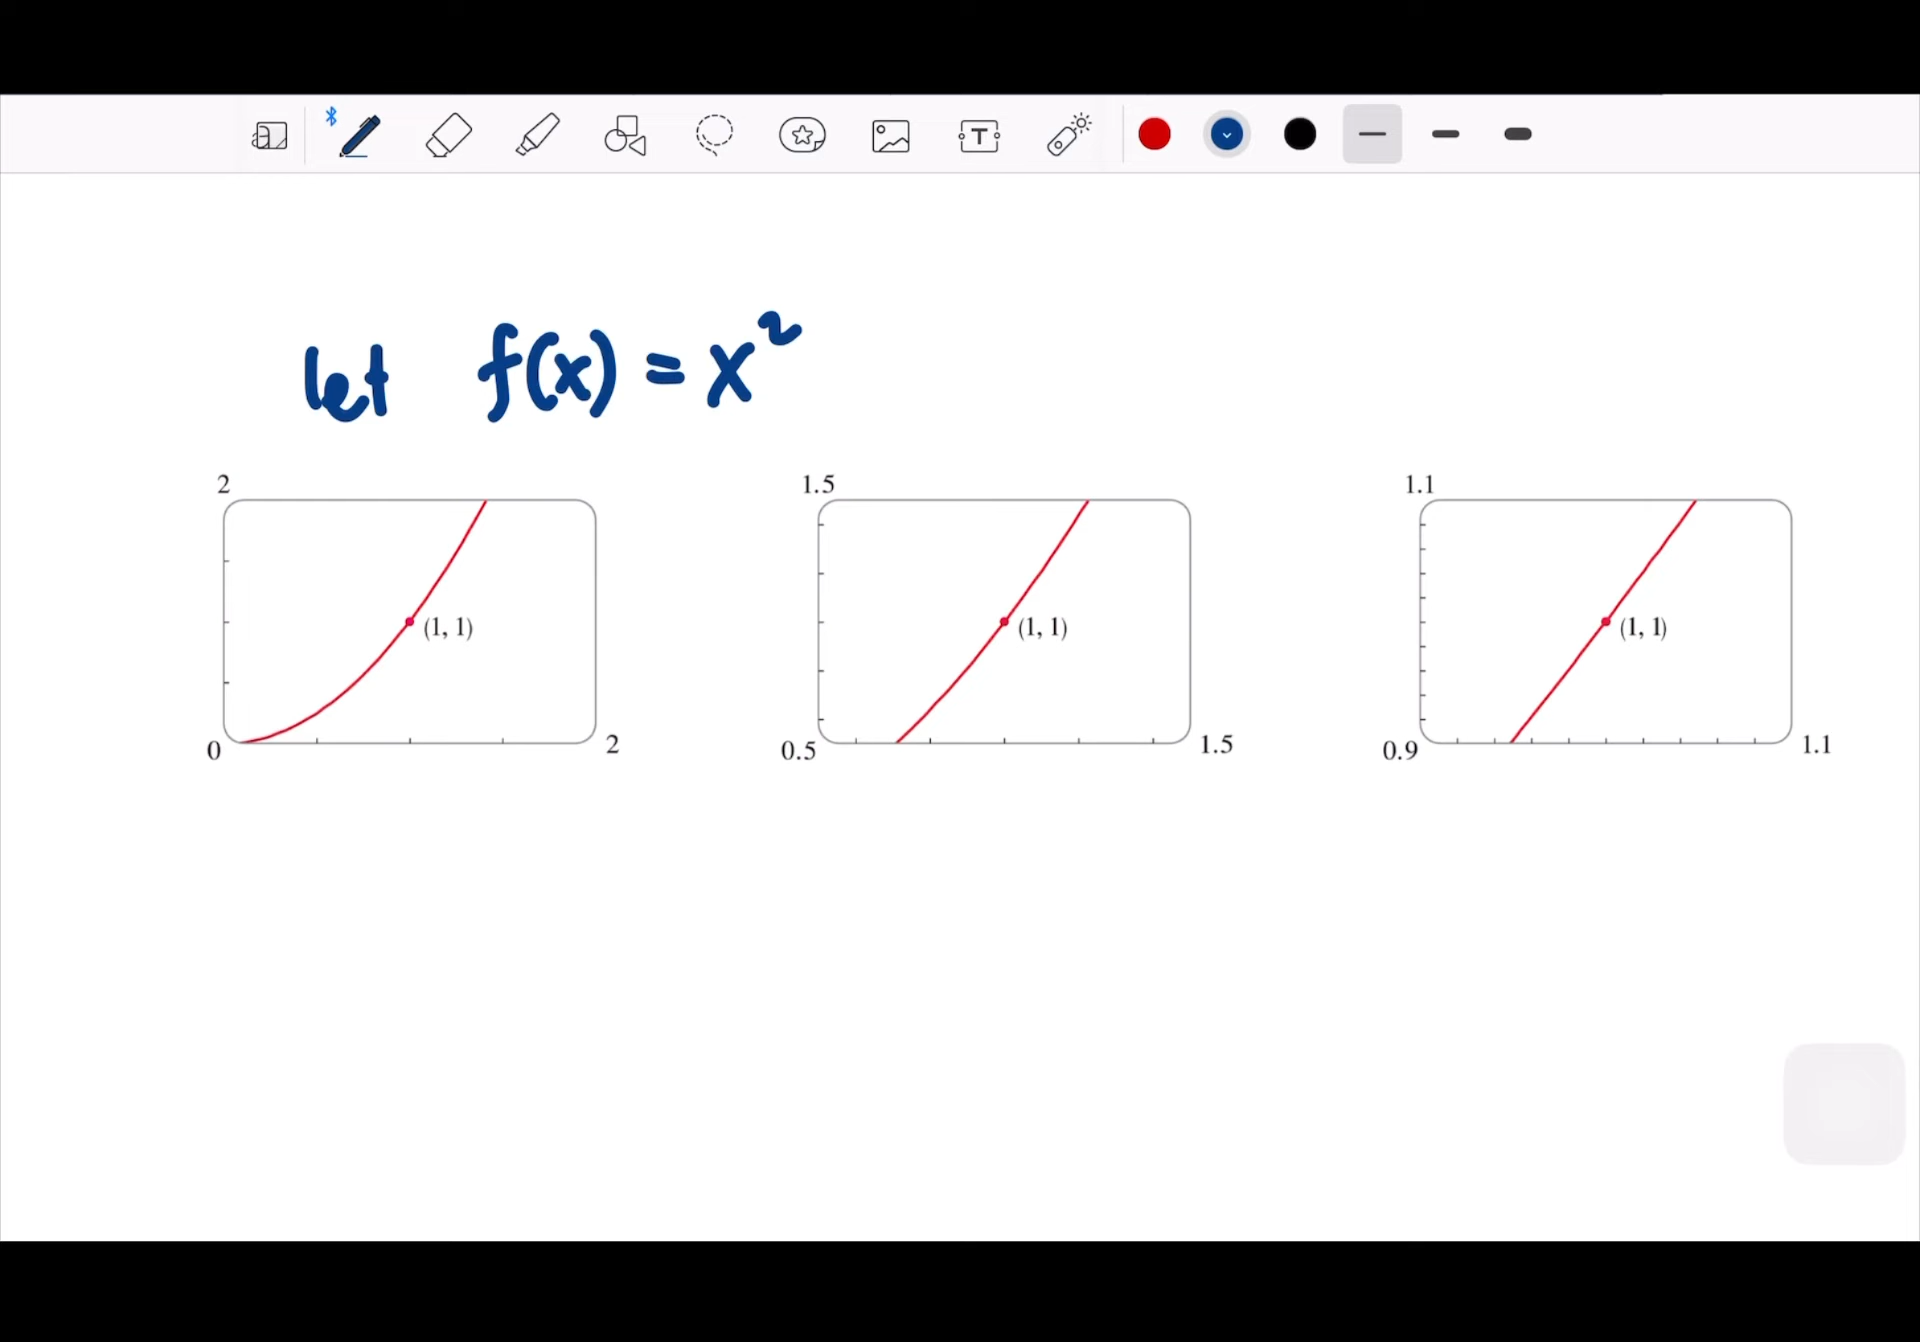 T
let f(x) = x²
2 1.5 1.1
(1, 1) (1, 1) (1, 1)
0 2 0.5 1.5 0.9 1.1